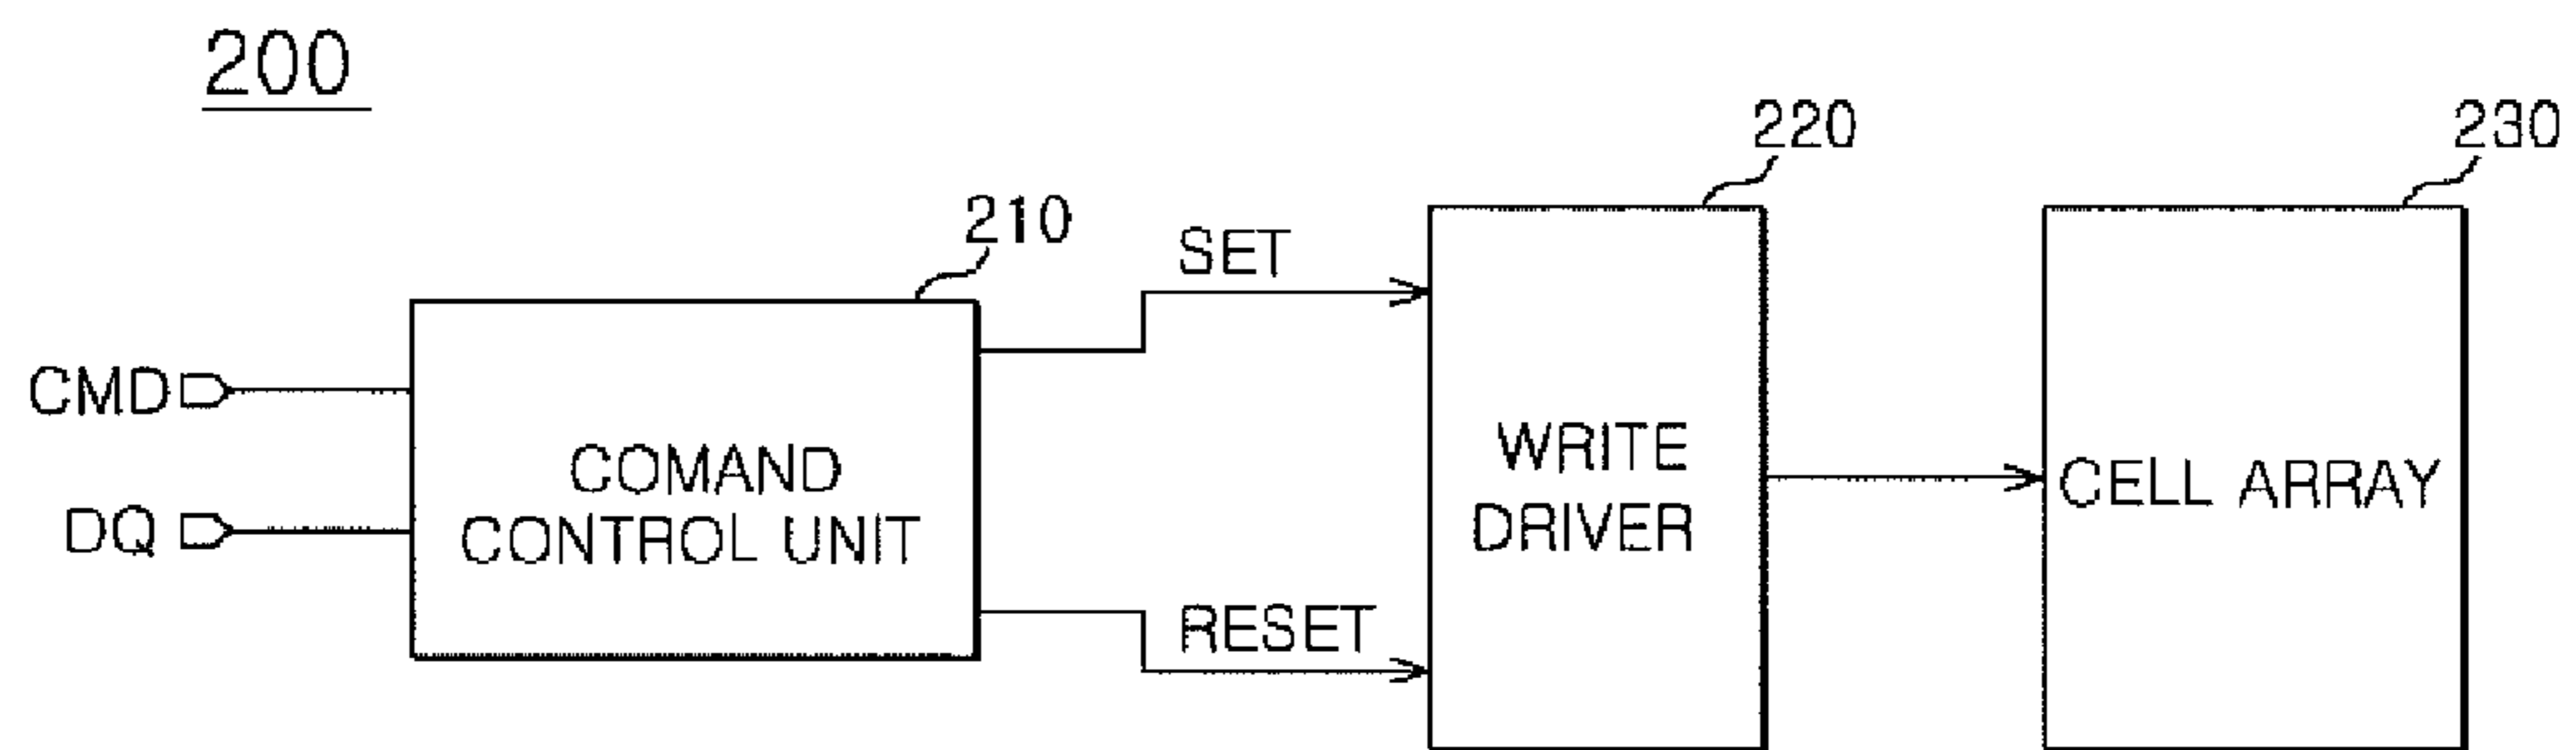 200
210
220
230
SET
CMD
DQ
COMAND
CONTROL UNIT
RESET
WRITE
DRIVER
CELL ARRAY